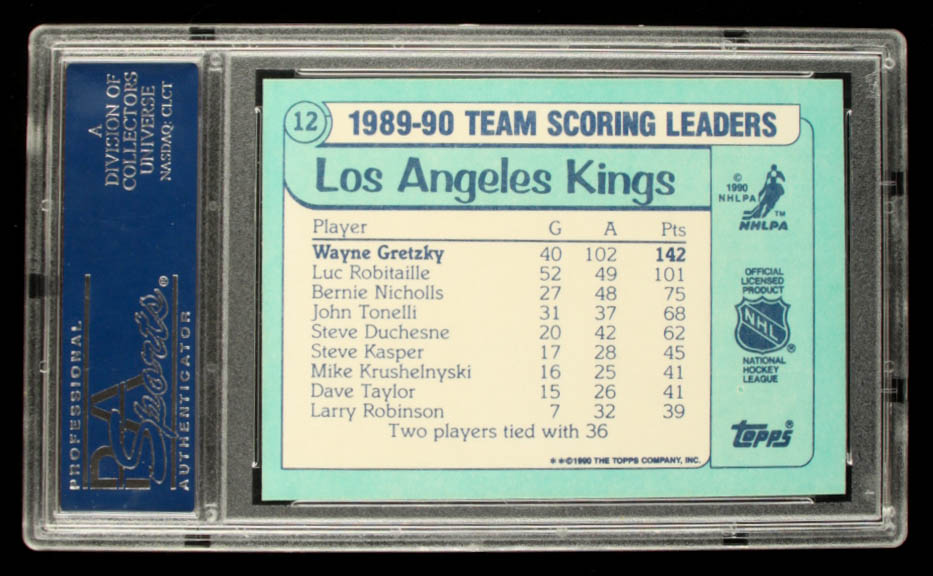 A
DIVISION OF
COLLECTORS
UNIVERSE
NASDAQ: CLCT
PROFESSIONAL
PSA
Sports®
AUTHENTICATOR
12
1989-90 TEAM SCORING LEADERS
Los Angeles Kings
Player G A Pts
Wayne Gretzky 40 102 142
Luc Robitaille 52 49 101
Bernie Nicholls 27 48 75
John Tonelli 31 37 68
Steve Duchesne 20 42 62
Steve Kasper 17 28 45
Mike Krushelnyski 16 25 41
Dave Taylor 15 26 41
Larry Robinson 7 32 39
Two players tied with 36
**©1990 THE TOPPS COMPANY, INC.
©
1990
NHLPA
TM
NHLPA
OFFICIAL
LICENSED
PRODUCT
NHL®
NATIONAL
HOCKEY
LEAGUE
TOPPS®